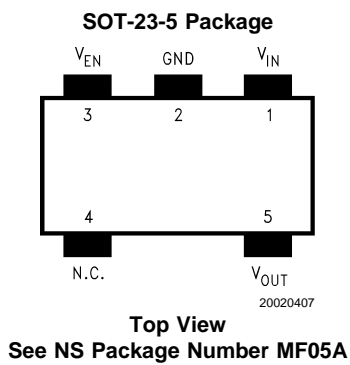 SOT-23-5 Package
VEN GND VIN
3 2 1
4 5
N.C. VOUT
20020407
Top View
See NS Package Number MF05A